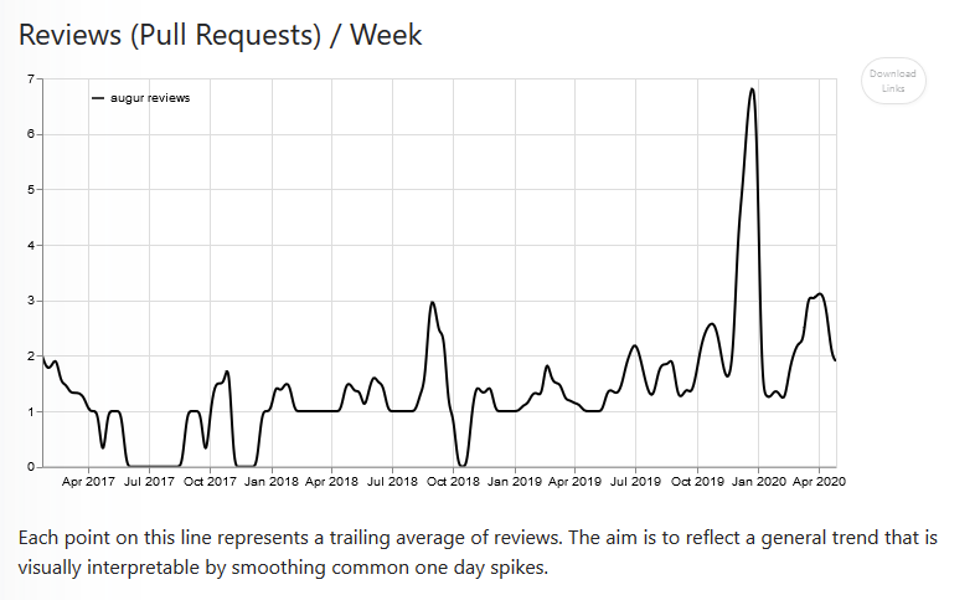 Reviews (Pull Requests) / Week
Download
Links
7
augur reviews
6
5
4
3
2
1
0
Apr 2017 Jul 2017 Oct 2017 Jan 2018 Apr 2018 Jul 2018 Oct 2018 Jan 2019 Apr 2019 Jul 2019 Oct 2019 Jan 2020 Apr 2020
Each point on this line represents a trailing average of reviews. The aim is to reflect a general trend that is
visually interpretable by smoothing common one day spikes.